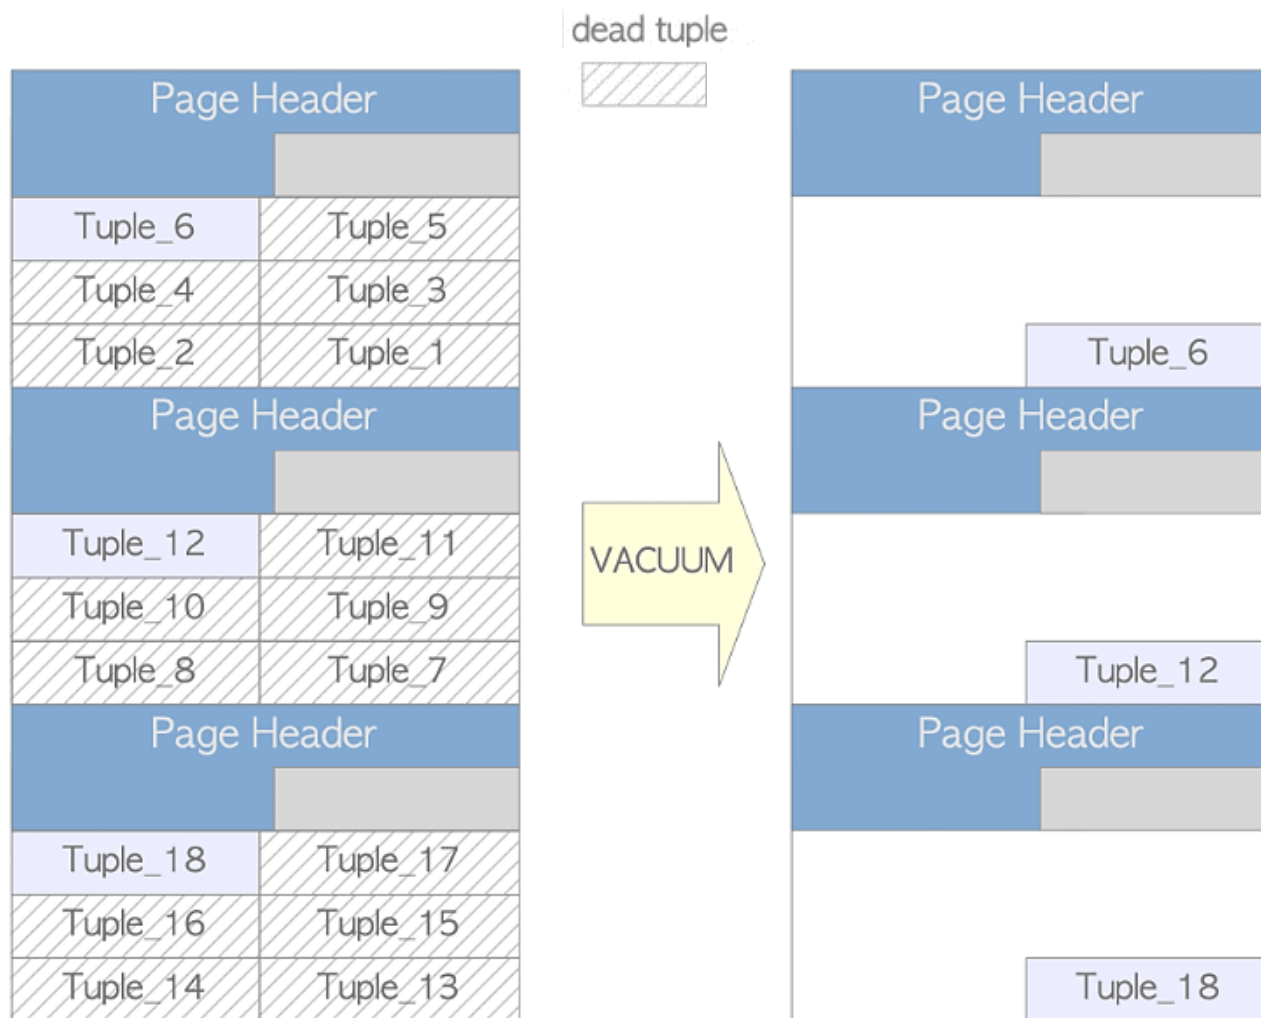 dead tuple
Page Header
Tuple_6 Tuple_5
Tuple_4 Tuple_3
Tuple_2 Tuple_1
Page Header
Tuple_12 Tuple_11
Tuple_10 Tuple_9
Tuple_8 Tuple_7
Page Header
Tuple_18 Tuple_17
Tuple_16 Tuple_15
Tuple_14 Tuple_13
VACUUM
Page Header
Tuple_6
Page Header
Tuple_12
Page Header
Tuple_18